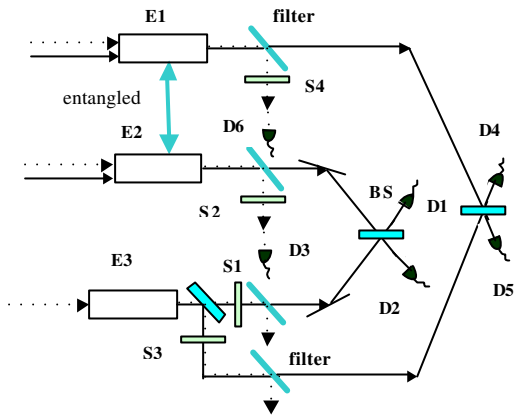 E1
filter
S4
entangled
D6
D4
E2
BS
S2
D1
D3
E3
S1
D5
D2
S3
filter